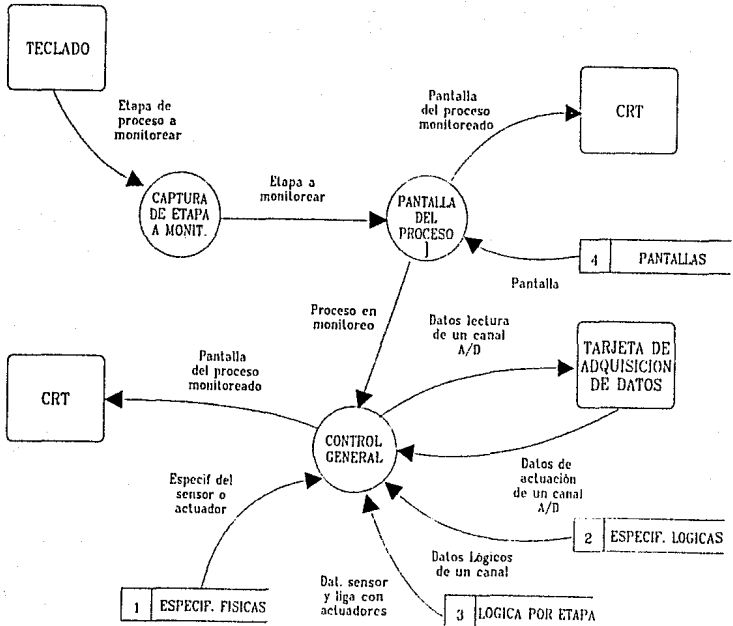 TECLADO
Etapa de
proceso a
monitorear
CAPTURA
DE ETAPA
A MONIT.
Etapa a
monitorear
Pantalla
del proceso
monitoreado
CRT
PANTALLA
DEL
PROCESO
4 PANTALLAS
Pantalla
Proceso en
monitoreo
Datos lectura
de un canal
A/D
TARJETA DE
ADQUISICION
DE DATOS
Pantalla
del proceso
monitoreado
CRT
CONTROL
GENERAL
Datos de
actuación
de un canal
A/D
Especif del
sensor o
actuador
2 ESPECIF. LOGICAS
Datos Lógicos
de un canal
Dat. sensor
y liga con
actuadores
1 ESPECIF. FISICAS
3 LOGICA POR ETAPA